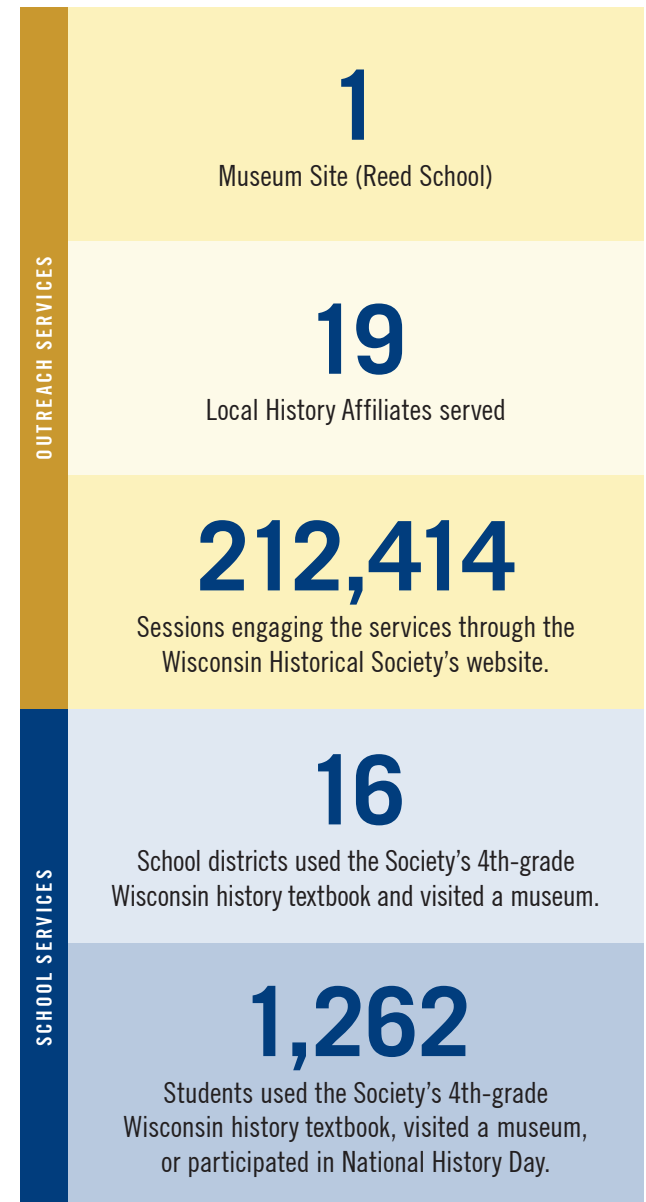 OUTREACH SERVICES
1
Museum Site (Reed School)
19
Local History Affiliates served
212,414
Sessions engaging the services through the
Wisconsin Historical Society’s website.
SCHOOL SERVICES
16
School districts used the Society’s 4th-grade
Wisconsin history textbook and visited a museum.
1,262
Students used the Society’s 4th-grade
Wisconsin history textbook, visited a museum,
or participated in National History Day.